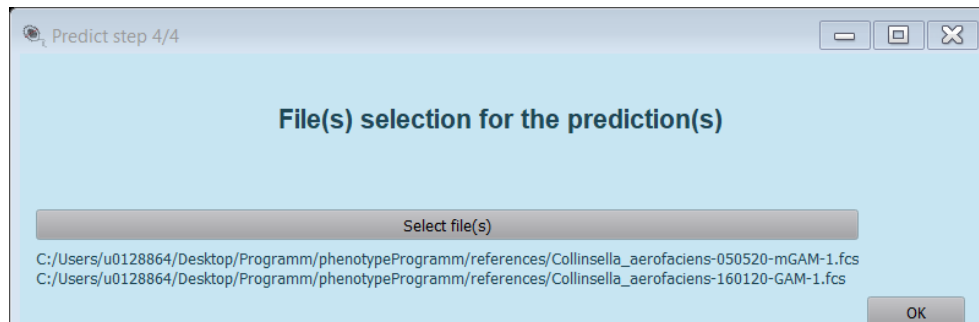 Predict step 4/4
File(s) selection for the prediction(s)
Select file(s)
C:/Users/u0128864/Desktop/Programm/phenotypeProgramm/references/Collinsella_aerofaciens-050520-mGAM-1.fcs
C:/Users/u0128864/Desktop/Programm/phenotypeProgramm/references/Collinsella_aerofaciens-160120-GAM-1.fcs
OK